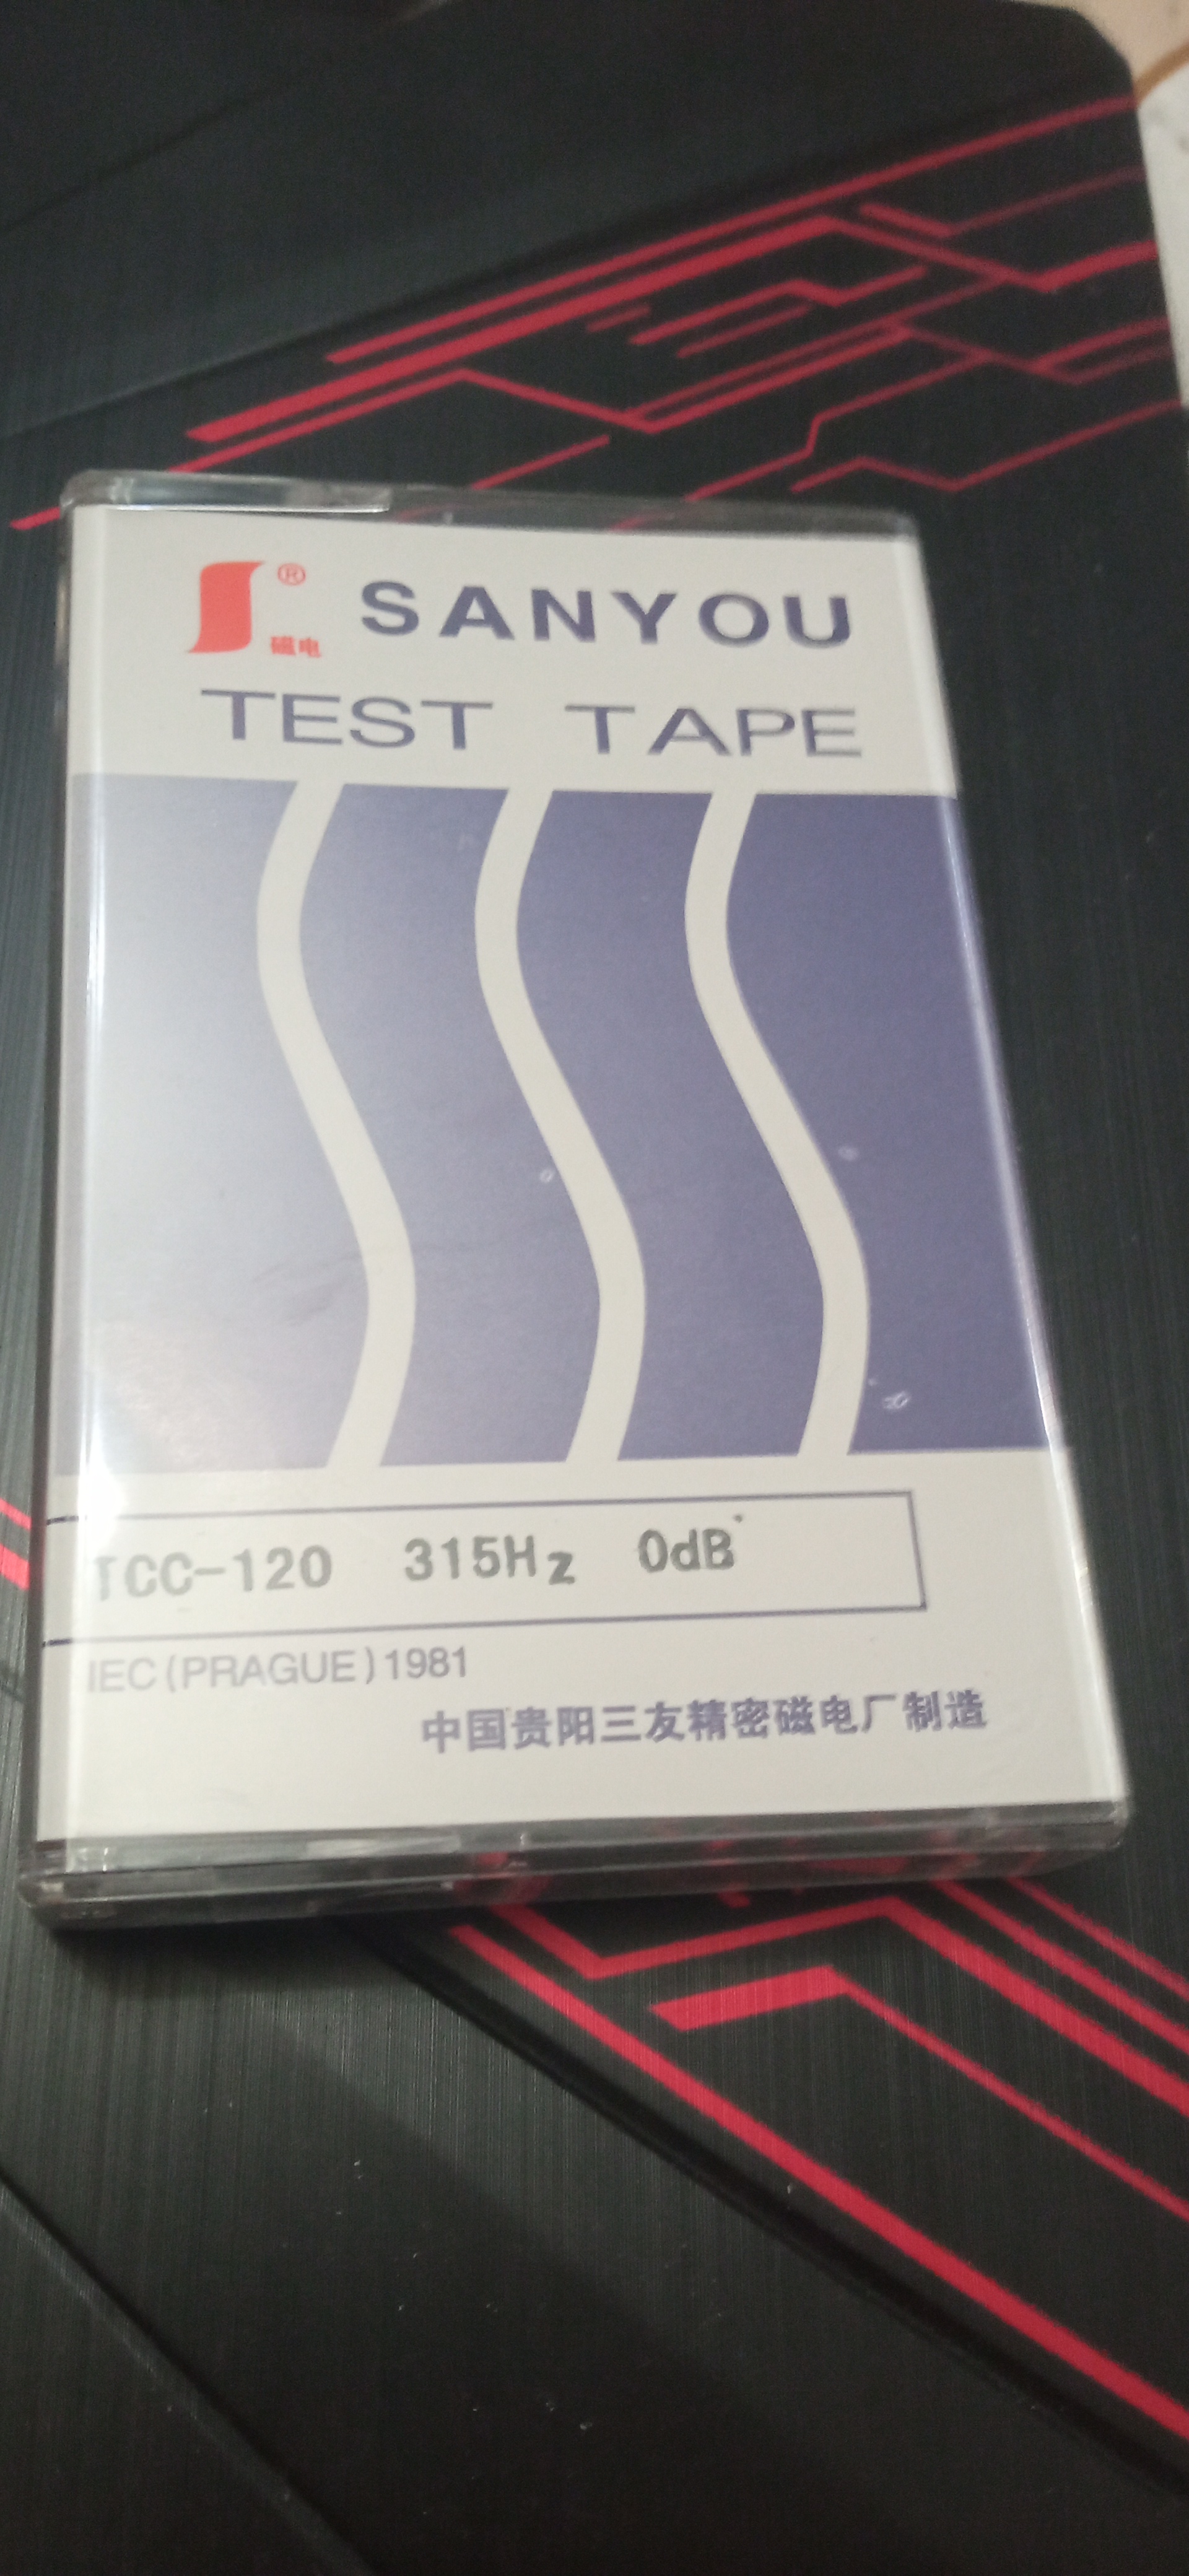 ® SANYOU
磁电
TEST TAPE
TCC-120 315Hz 0dB
IEC(PRAGUE)1981
中国贵阳三友精密磁电厂制造